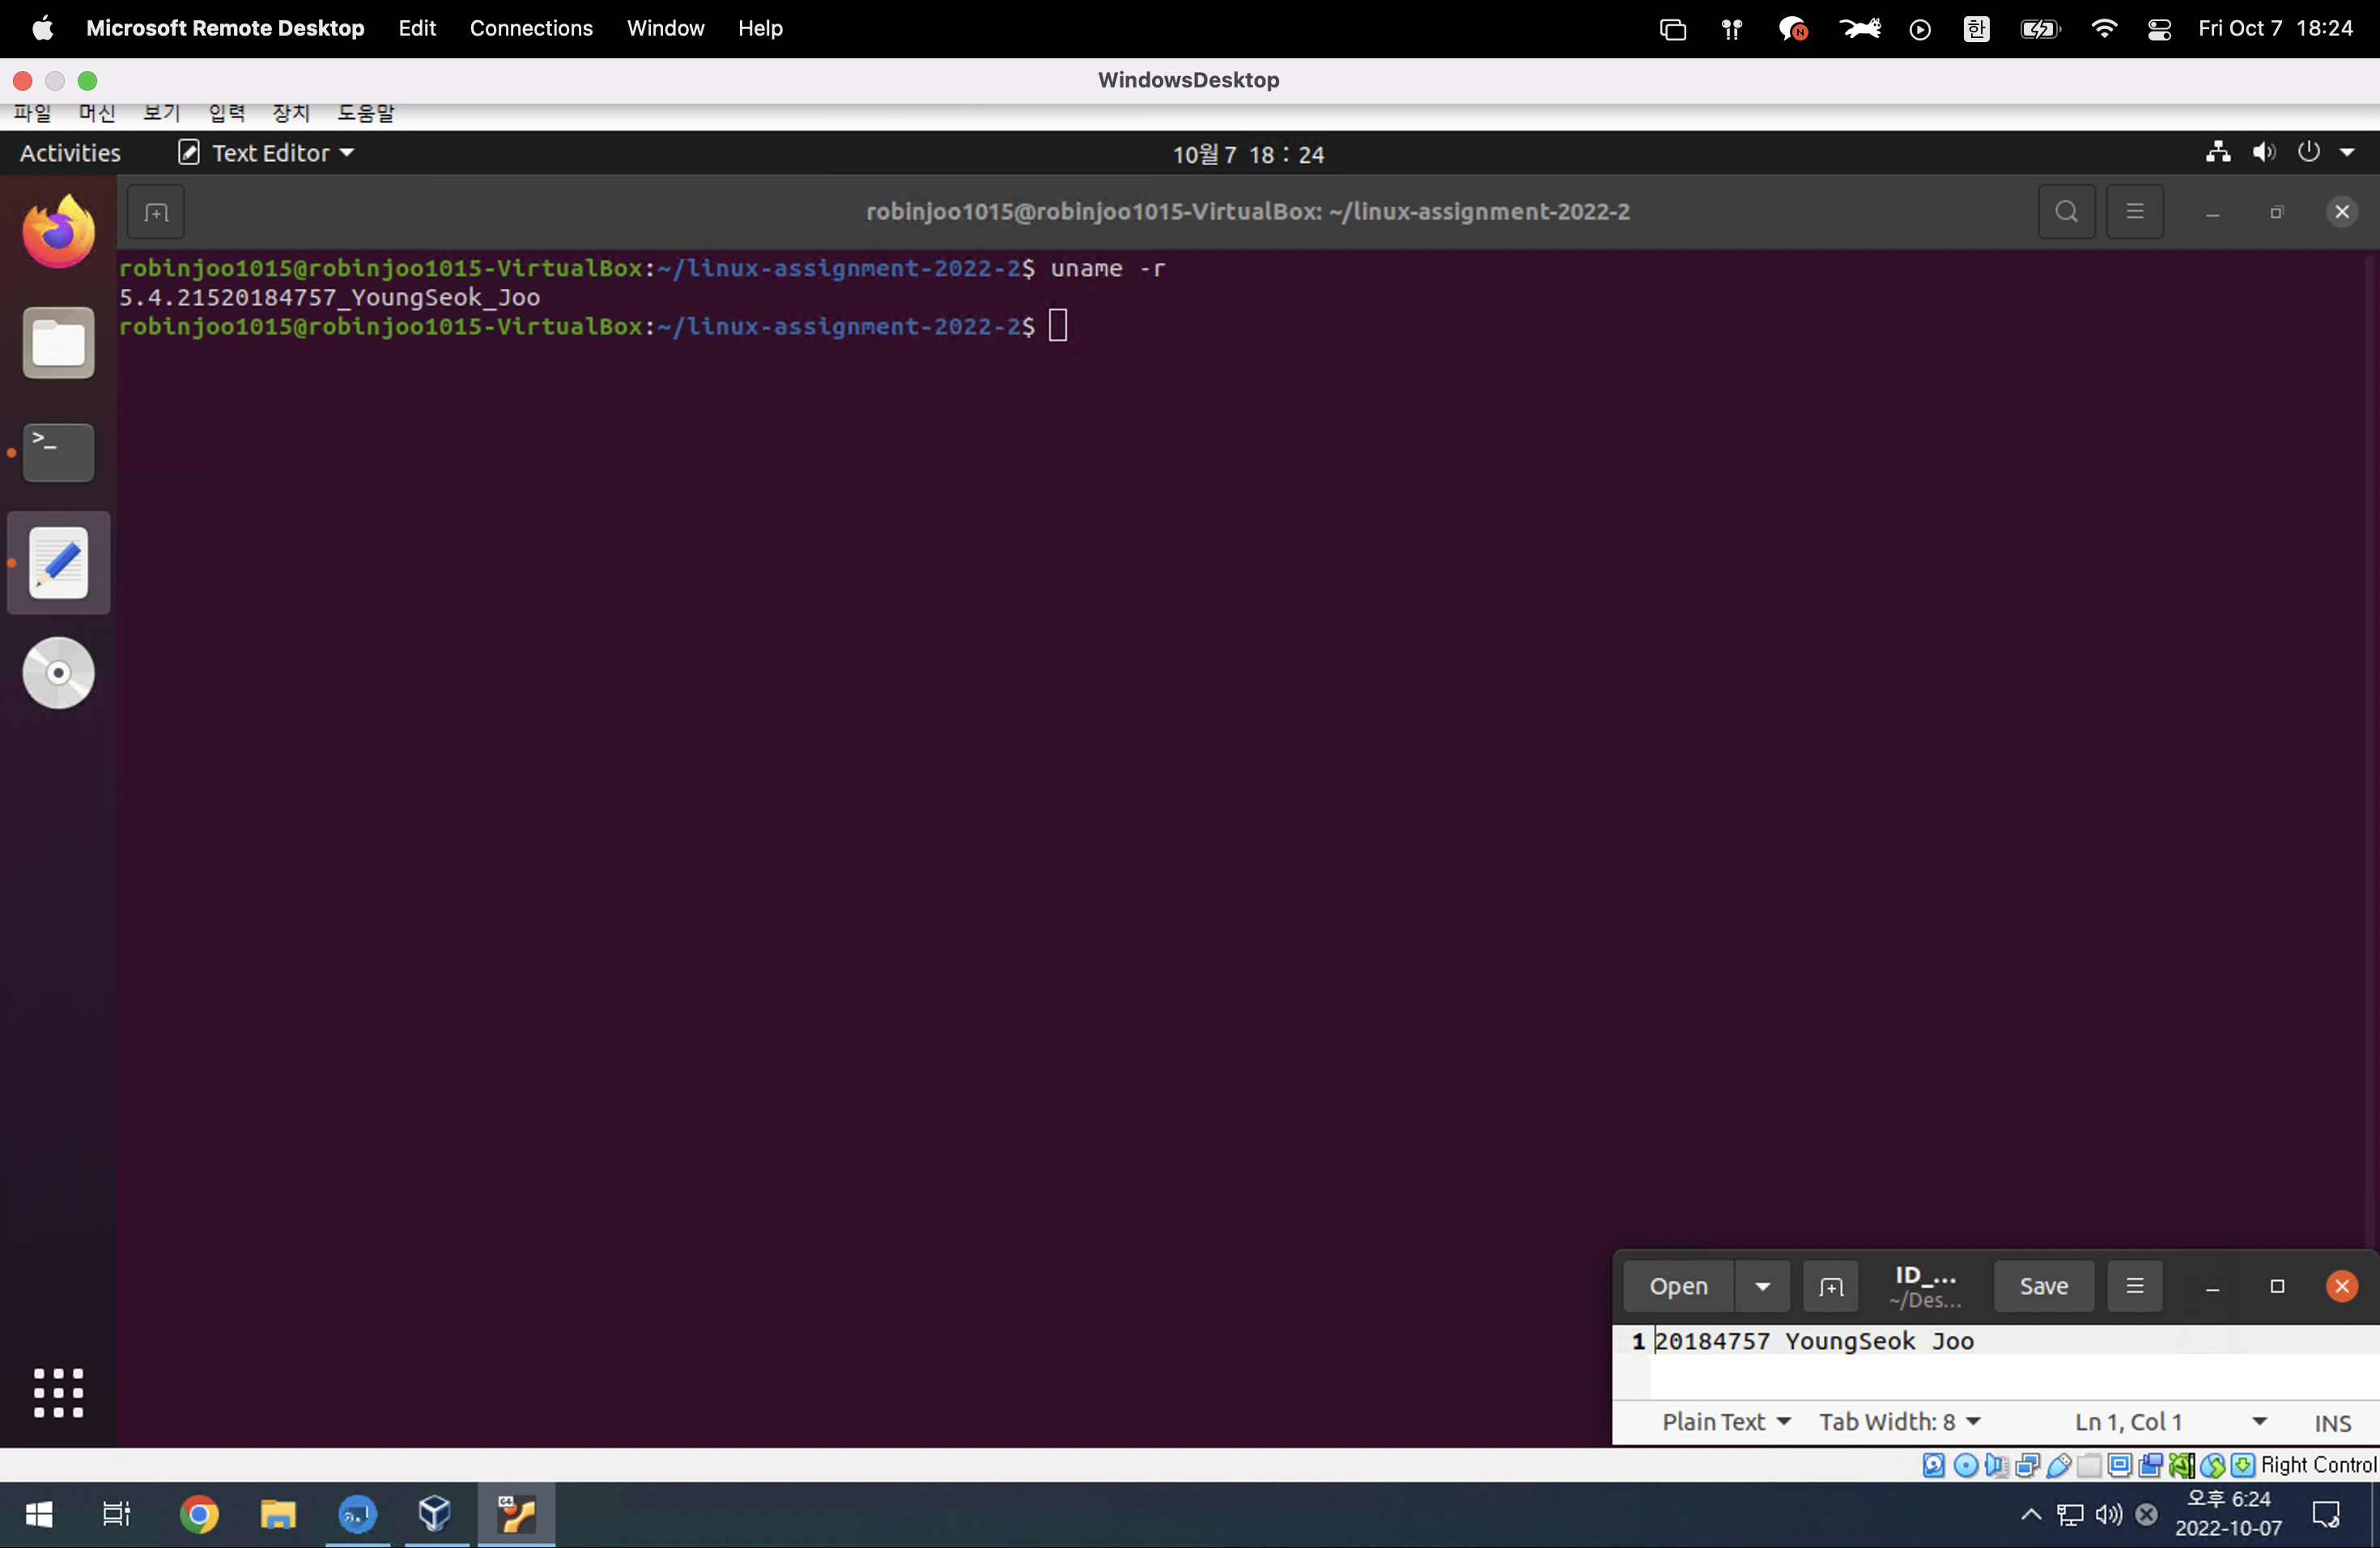 Microsoft Remote Desktop Edit Connections Window Help 한 Fri Oct 7 18:24
WindowsDesktop
파일 머신 보기 입력 장치 도움말
Activities Text Editor 10월 7 18 : 24
robinjoo1015@robinjoo1015-VirtualBox: ~/linux-assignment-2022-2
robinjoo1015@robinjoo1015-VirtualBox:~/linux-assignment-2022-2$ uname -r
5.4.21520184757_YoungSeok_Joo
robinjoo1015@robinjoo1015-VirtualBox:~/linux-assignment-2022-2$
Open ID_... Save
~/Des...
1 20184757 YoungSeok Joo
Plain Text Tab Width: 8 Ln 1, Col 1 INS
Right Control
오후 6:24
2022-10-07